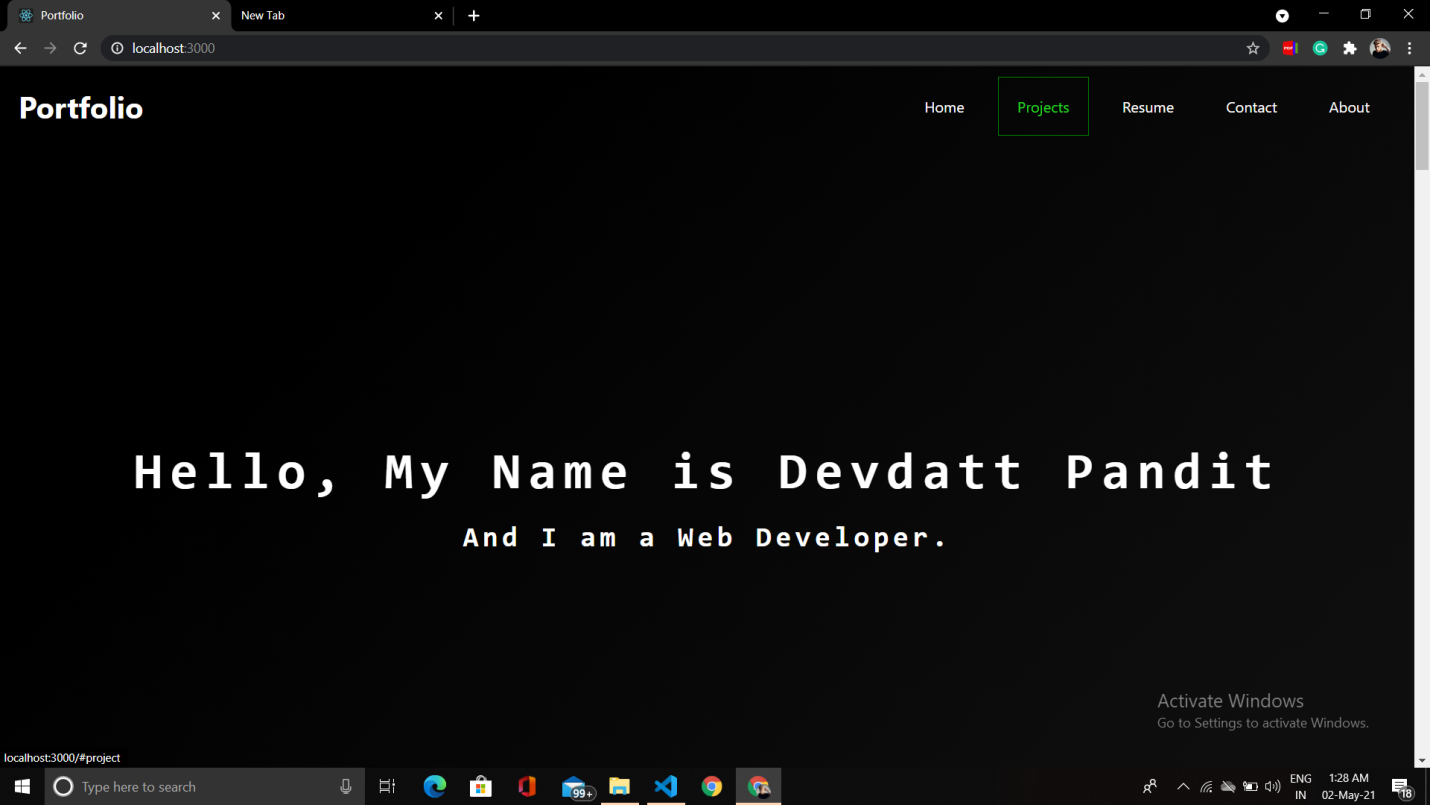 Portfolio
New Tab
localhost:3000
Portfolio
Home Projects Resume Contact About
Hello, My Name is Devdatt Pandit
And I am a Web Developer.
Activate Windows
Go to Settings to activate Windows.
localhost:3000/#project
Type here to search
99+
ENG
IN
1:28 AM
02-May-21
18